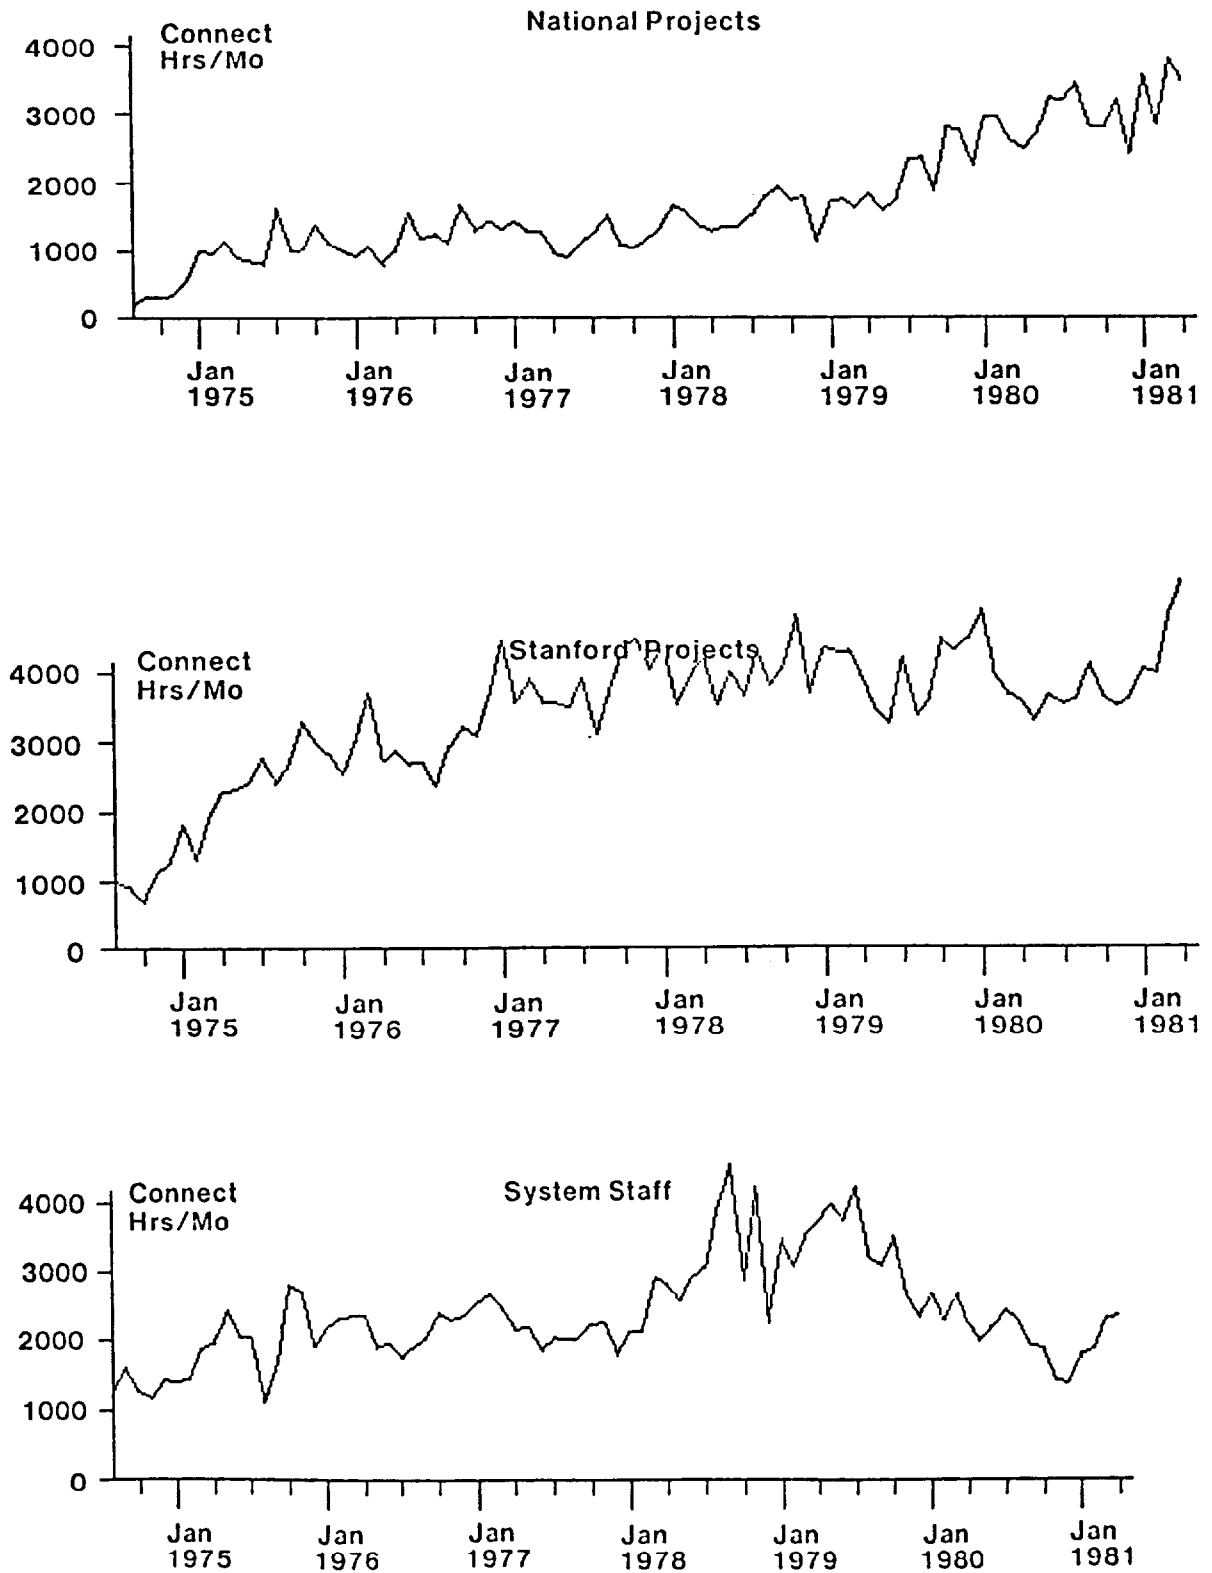 National Projects
Connect
Hrs/Mo
4000
3000
2000
1000
0
Jan Jan Jan Jan Jan Jan Jan
1975 1976 1977 1978 1979 1980 1981
Stanford Projects
Connect
Hrs/Mo
4000
3000
2000
1000
0
Jan Jan Jan Jan Jan Jan Jan
1975 1976 1977 1978 1979 1980 1981
System Staff
Connect
Hrs/Mo
4000
3000
2000
1000
0
Jan Jan Jan Jan Jan Jan Jan
1975 1976 1977 1978 1979 1980 1981